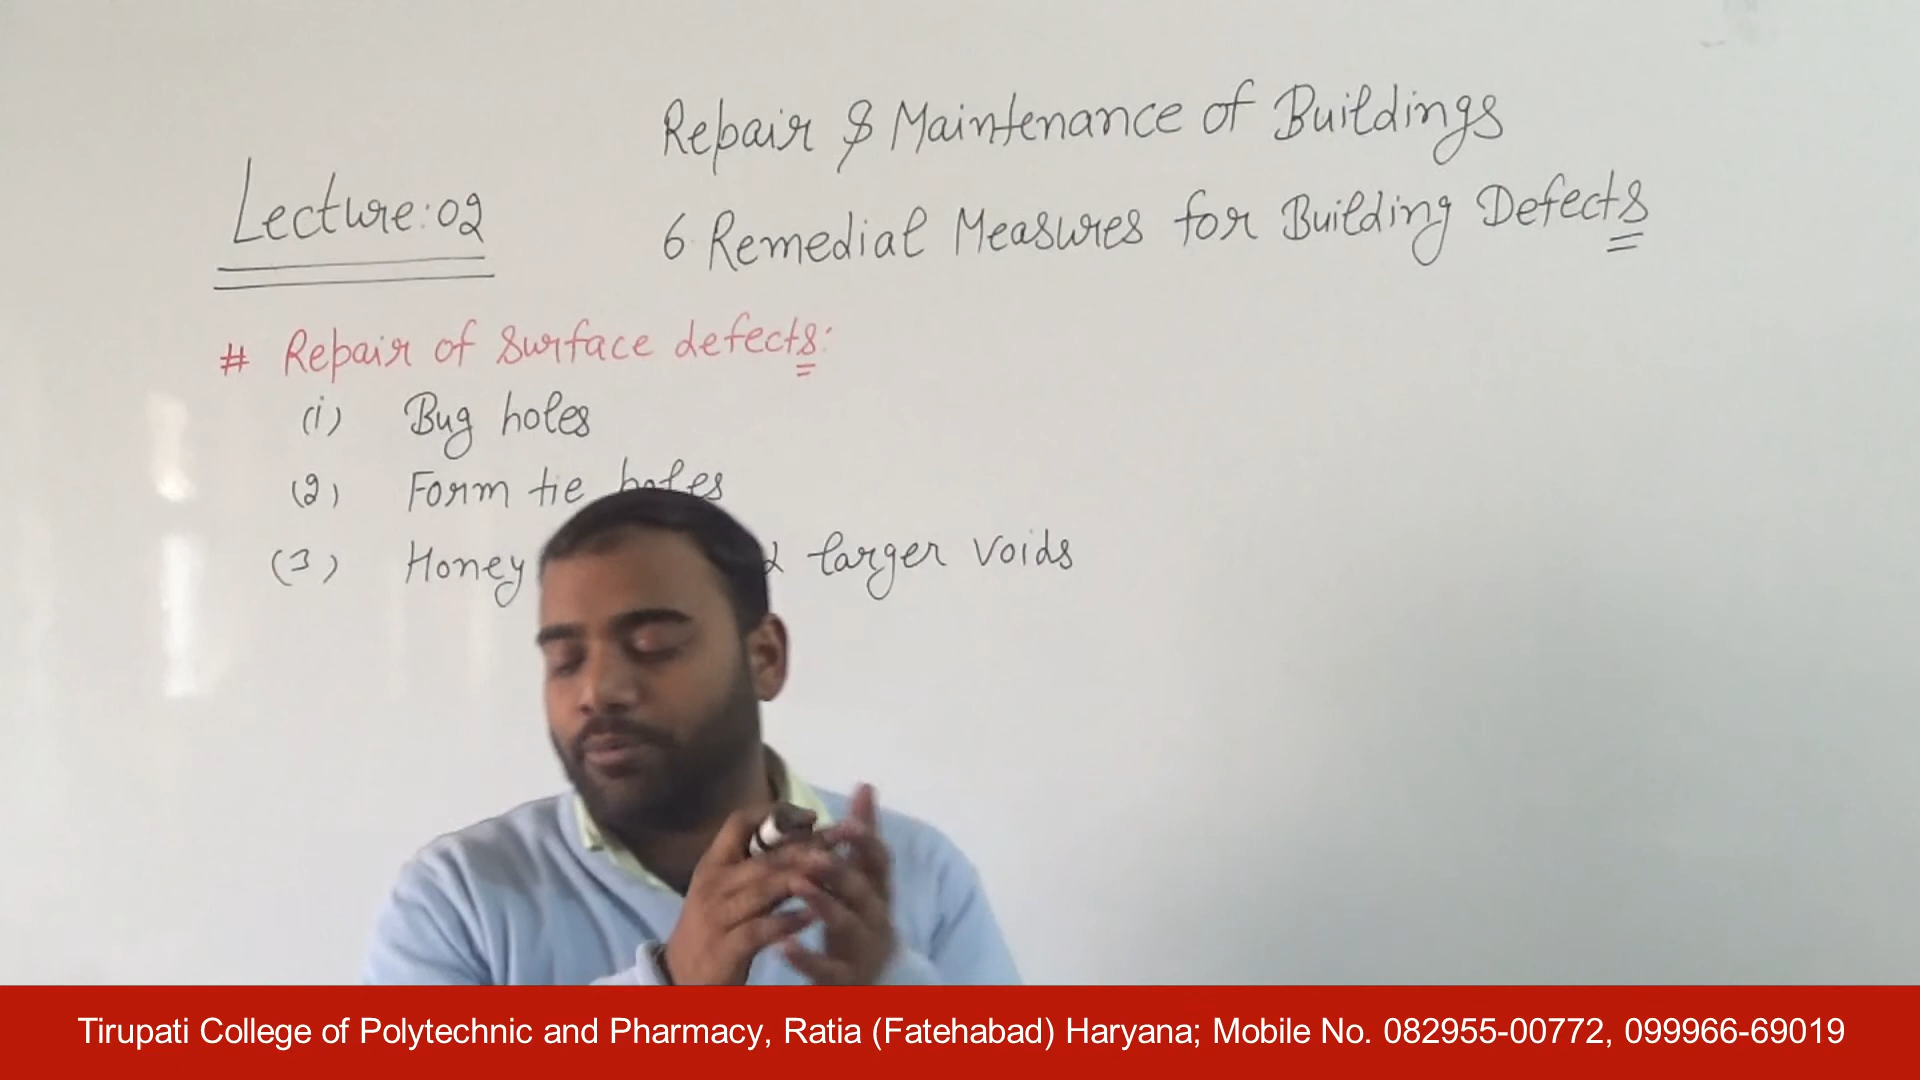 Repair & Maintenance of Buildings
Lecture:02
6 Remedial Measures for Building Defects
# Repair of surface defects:
(i) Bug holes
(2) Form tie holes
(3) Honey larger voids
Tirupati College of Polytechnic and Pharmacy, Ratia (Fatehabad) Haryana; Mobile No. 082955-00772, 099966-69019